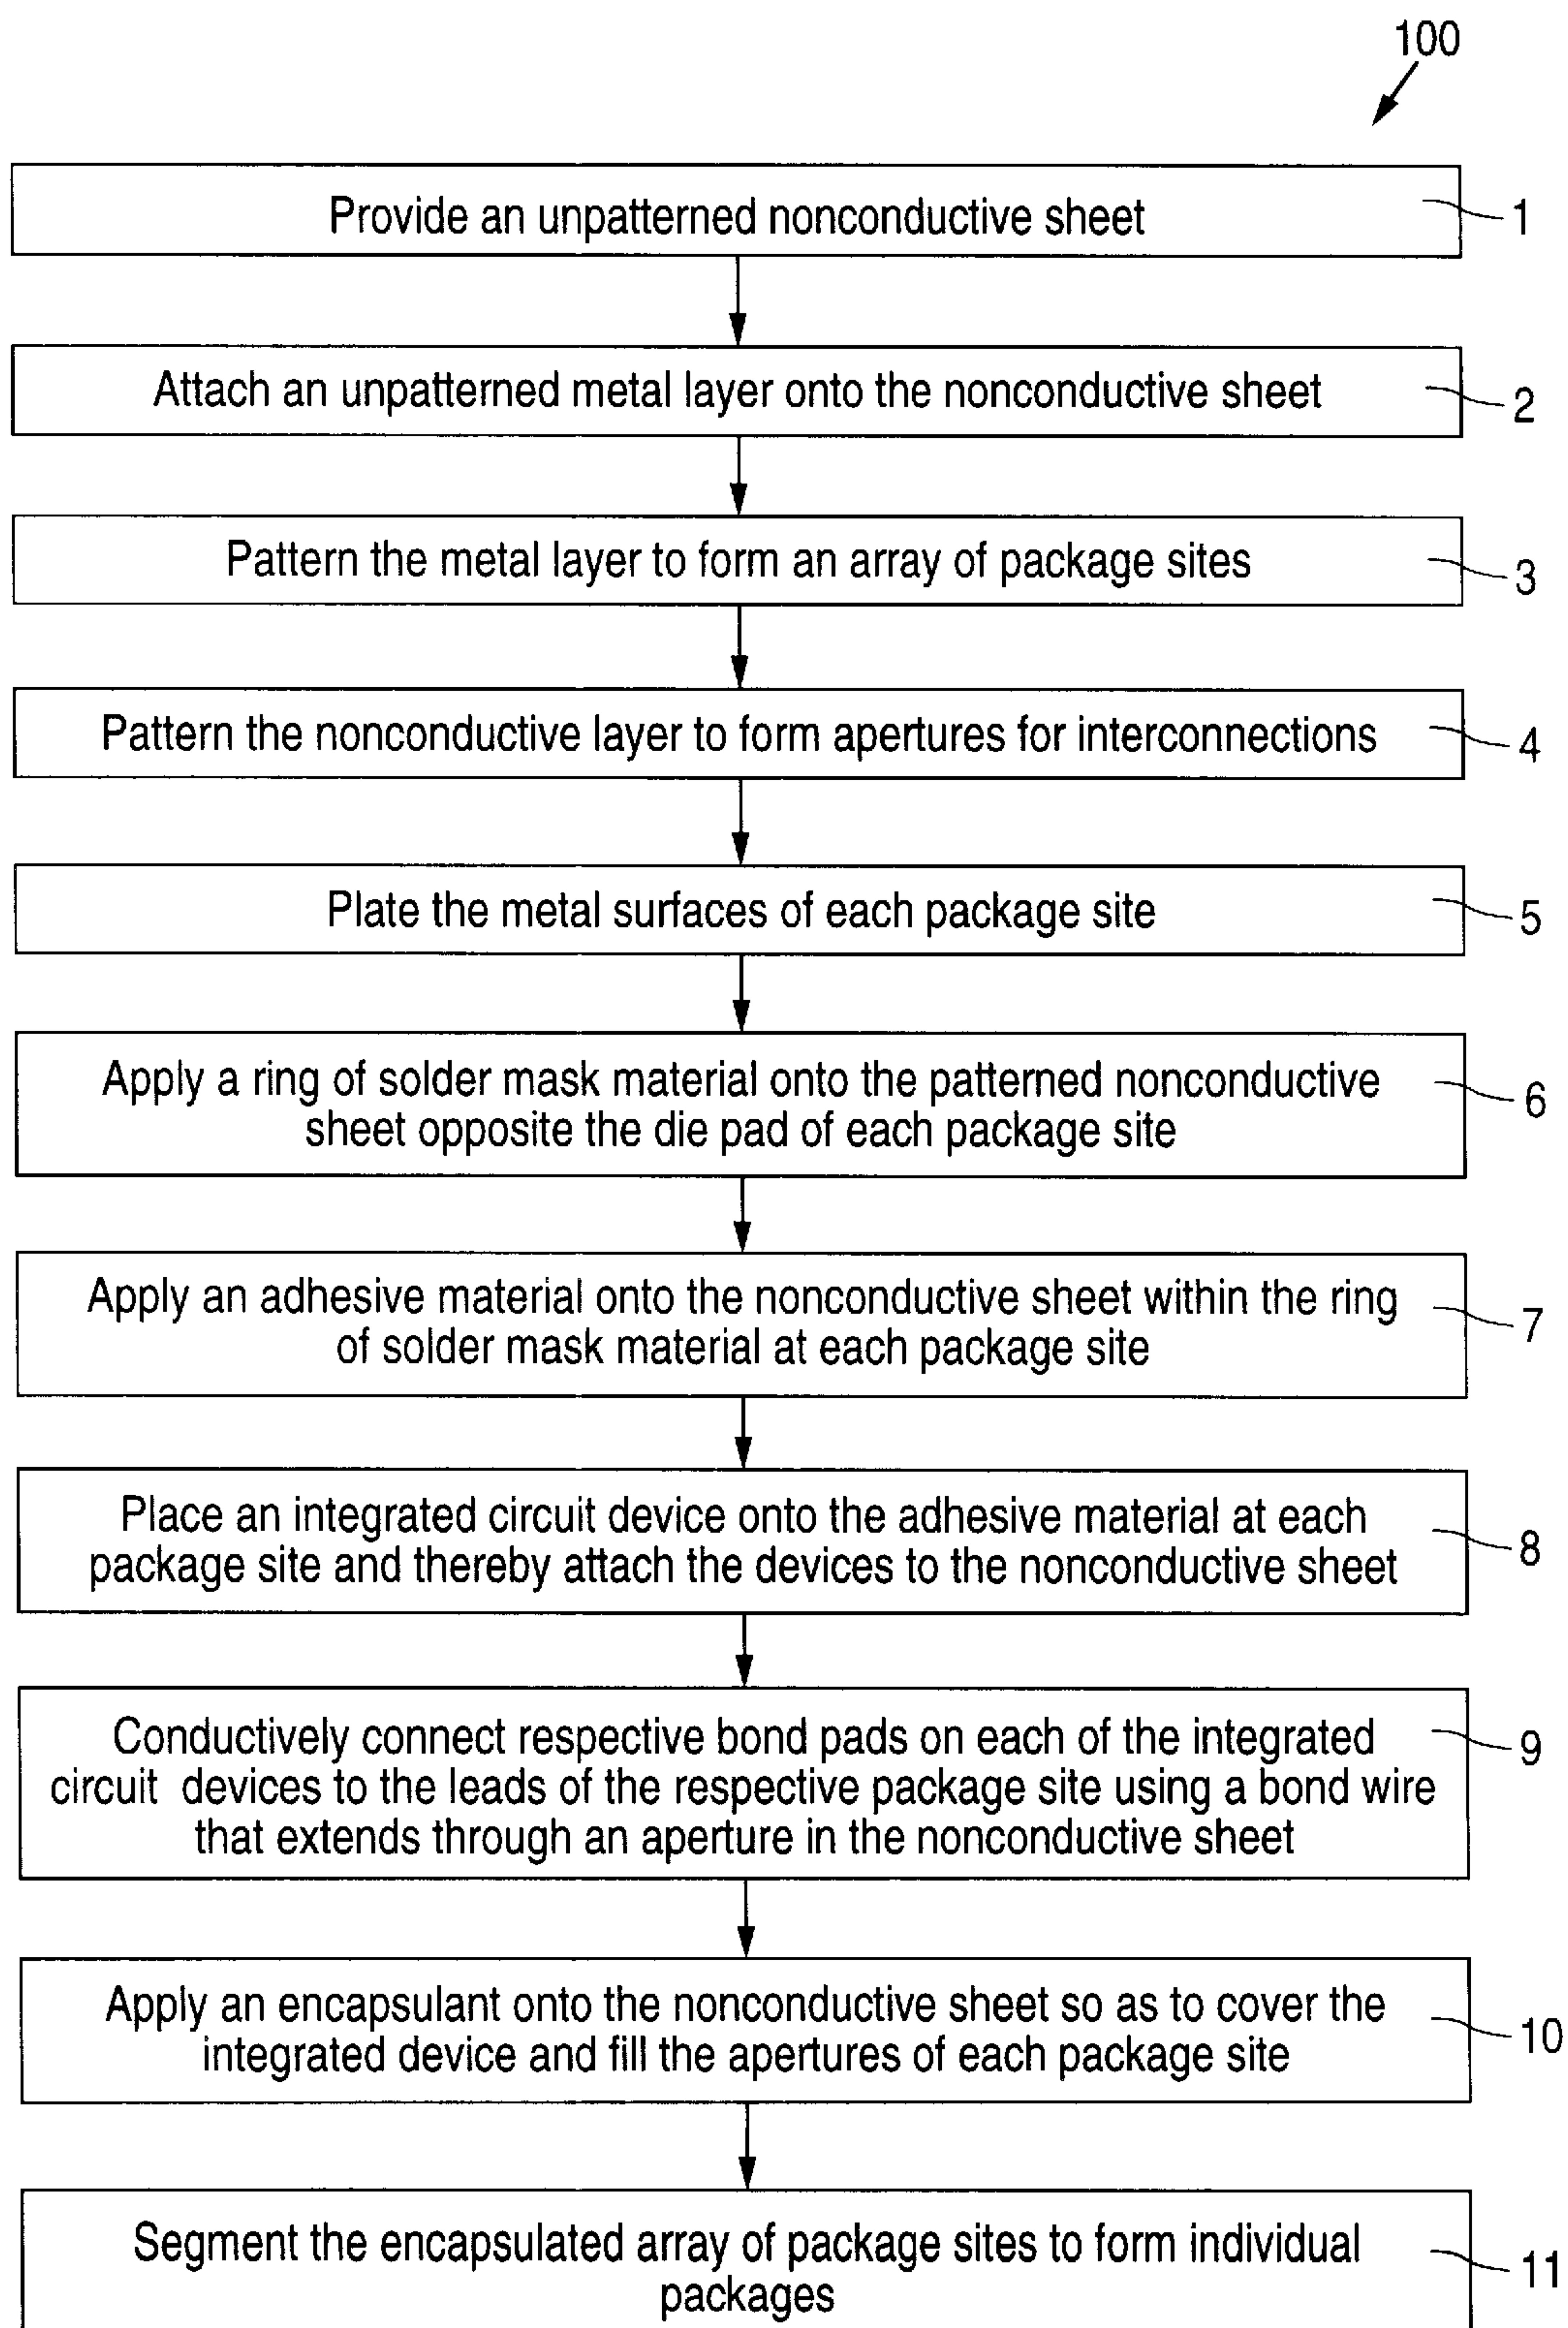 100
Provide an unpatterned nonconductive sheet
1
Attach an unpatterned metal layer onto the nonconductive sheet
2
Pattern the metal layer to form an array of package sites
3
Pattern the nonconductive layer to form apertures for interconnections
4
Plate the metal surfaces of each package site
5
Apply a ring of solder mask material onto the patterned nonconductive
sheet opposite the die pad of each package site
6
Apply an adhesive material onto the nonconductive sheet within the ring
of solder mask material at each package site
7
Place an integrated circuit device onto the adhesive material at each
package site and thereby attach the devices to the nonconductive sheet
8
Conductively connect respective bond pads on each of the integrated
circuit devices to the leads of the respective package site using a bond wire
that extends through an aperture in the nonconductive sheet
9
Apply an encapsulant onto the nonconductive sheet so as to cover the
integrated device and fill the apertures of each package site
10
Segment the encapsulated array of package sites to form individual
packages
11